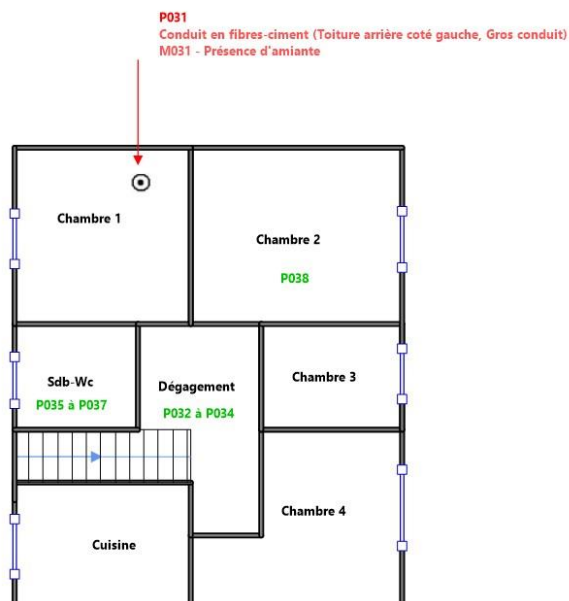 P031
Conduit en fibres-ciment (Toiture arrière coté gauche, Gros conduit)
M031 - Présence d'amiante
Chambre 1
Chambre 2
P038
Sdb-Wc
P035 à P037
Dégagement
P032 à P034
Chambre 3
Chambre 4
Cuisine